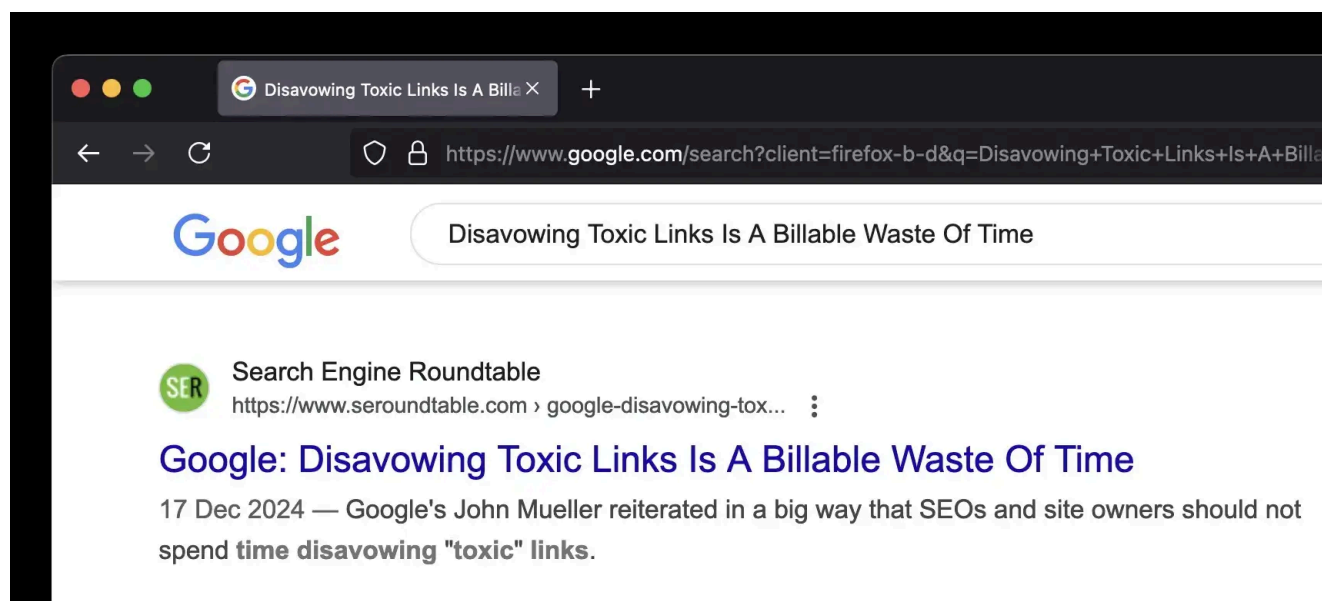 Disavowing Toxic Links Is A Billa
https://www.google.com/search?client=firefox-b-d&q=Disavowing+Toxic+Links+Is+A+Billa
Google
Disavowing Toxic Links Is A Billable Waste Of Time
SER
Search Engine Roundtable
https://www.seroundtable.com › google-disavowing-tox...
Google: Disavowing Toxic Links Is A Billable Waste Of Time
17 Dec 2024 — Google's John Mueller reiterated in a big way that SEOs and site owners should not
spend time disavowing "toxic" links.